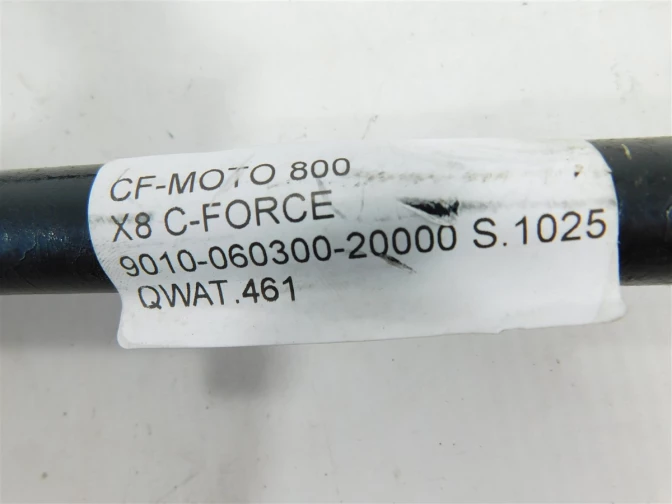 CF-MOTO 800
X8 C-FORCE
9010-060300-20000 S.1025
QWAT.461